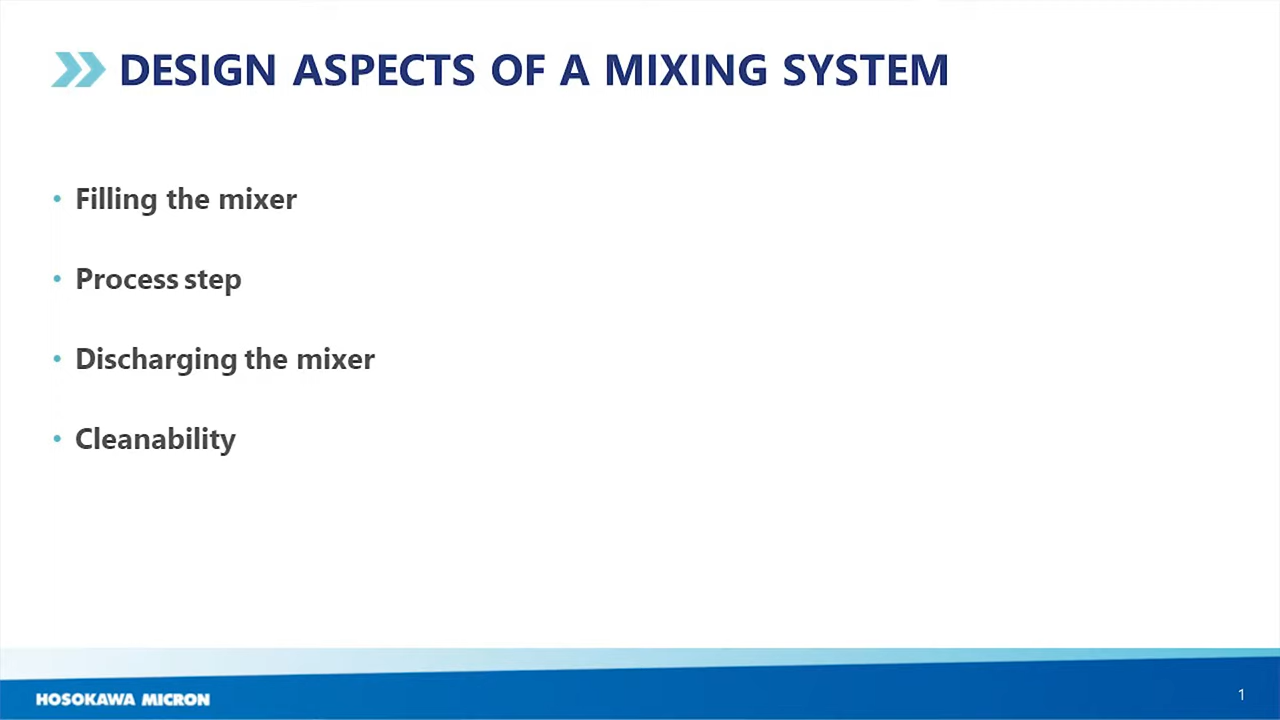 DESIGN ASPECTS OF A MIXING SYSTEM
• Filling the mixer
• Process step
• Discharging the mixer
• Cleanability
HOSOKAWA MICRON
1